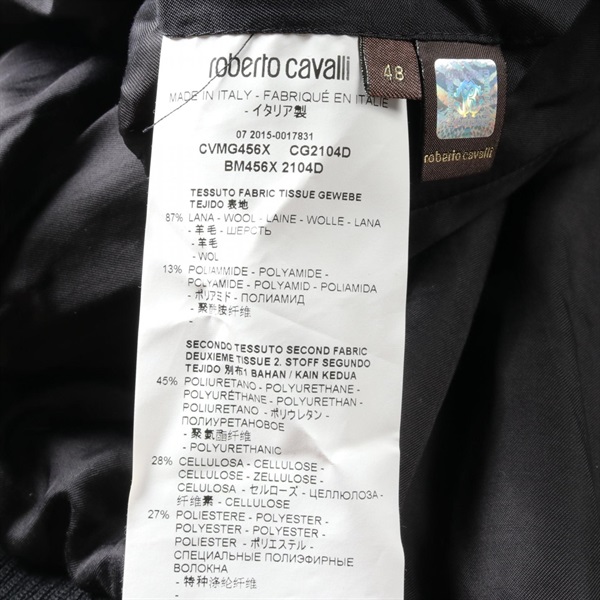 roberto cavalli
48
MADE IN ITALY - FABRIQUÉ EN ITALIE
- イタリア製
roberto cavalli
07 2015-0017831
CVMG456X CG2104D
BM456X 2104D
TESSUTO FABRIC TISSUE GEWEBE
TEJIDO 表地
87% LANA - WOOL - LAINE - WOLLE - LANA
- 羊毛 - ШЕРСТЬ
- 羊毛
- WOL
13% POLIAMMIDE - POLYAMIDE -
POLYAMIDE - POLYAMID - POLIAMIDA
- ポリアミド - ПОЛИАМИД
- 聚酰胺纤维
SECONDO TESSUTO SECOND FABRIC
DEUXIEME TISSUE 2. STOFF SEGUNDO
TEJIDO 別布1 BAHAN / KAIN KEDUA
45% POLIURETANO - POLYURETHANE -
POLYURÉTHANE - POLYURETHAN -
POLIURETANO - ポリウレタン -
ПОЛИУРЕТАНОВОЕ
- 聚氨酯纤维
- POLYURETHANIC
28% CELLULOSA - CELLULOSE -
CELLULOSE - ZELLULOSE -
CELULOSA - セルローズ - ЦЕЛЛЮЛОЗА -
纤维素 - CELLULOSE
27% POLIESTERE - POLYESTER -
POLYESTER - POLYESTER -
POLIESTER - ポリエステル -
СПЕЦИАЛЬНЫЕ ПОЛИЭФИРНЫЕ
ВОЛОКНА
- 特种涤纶纤维